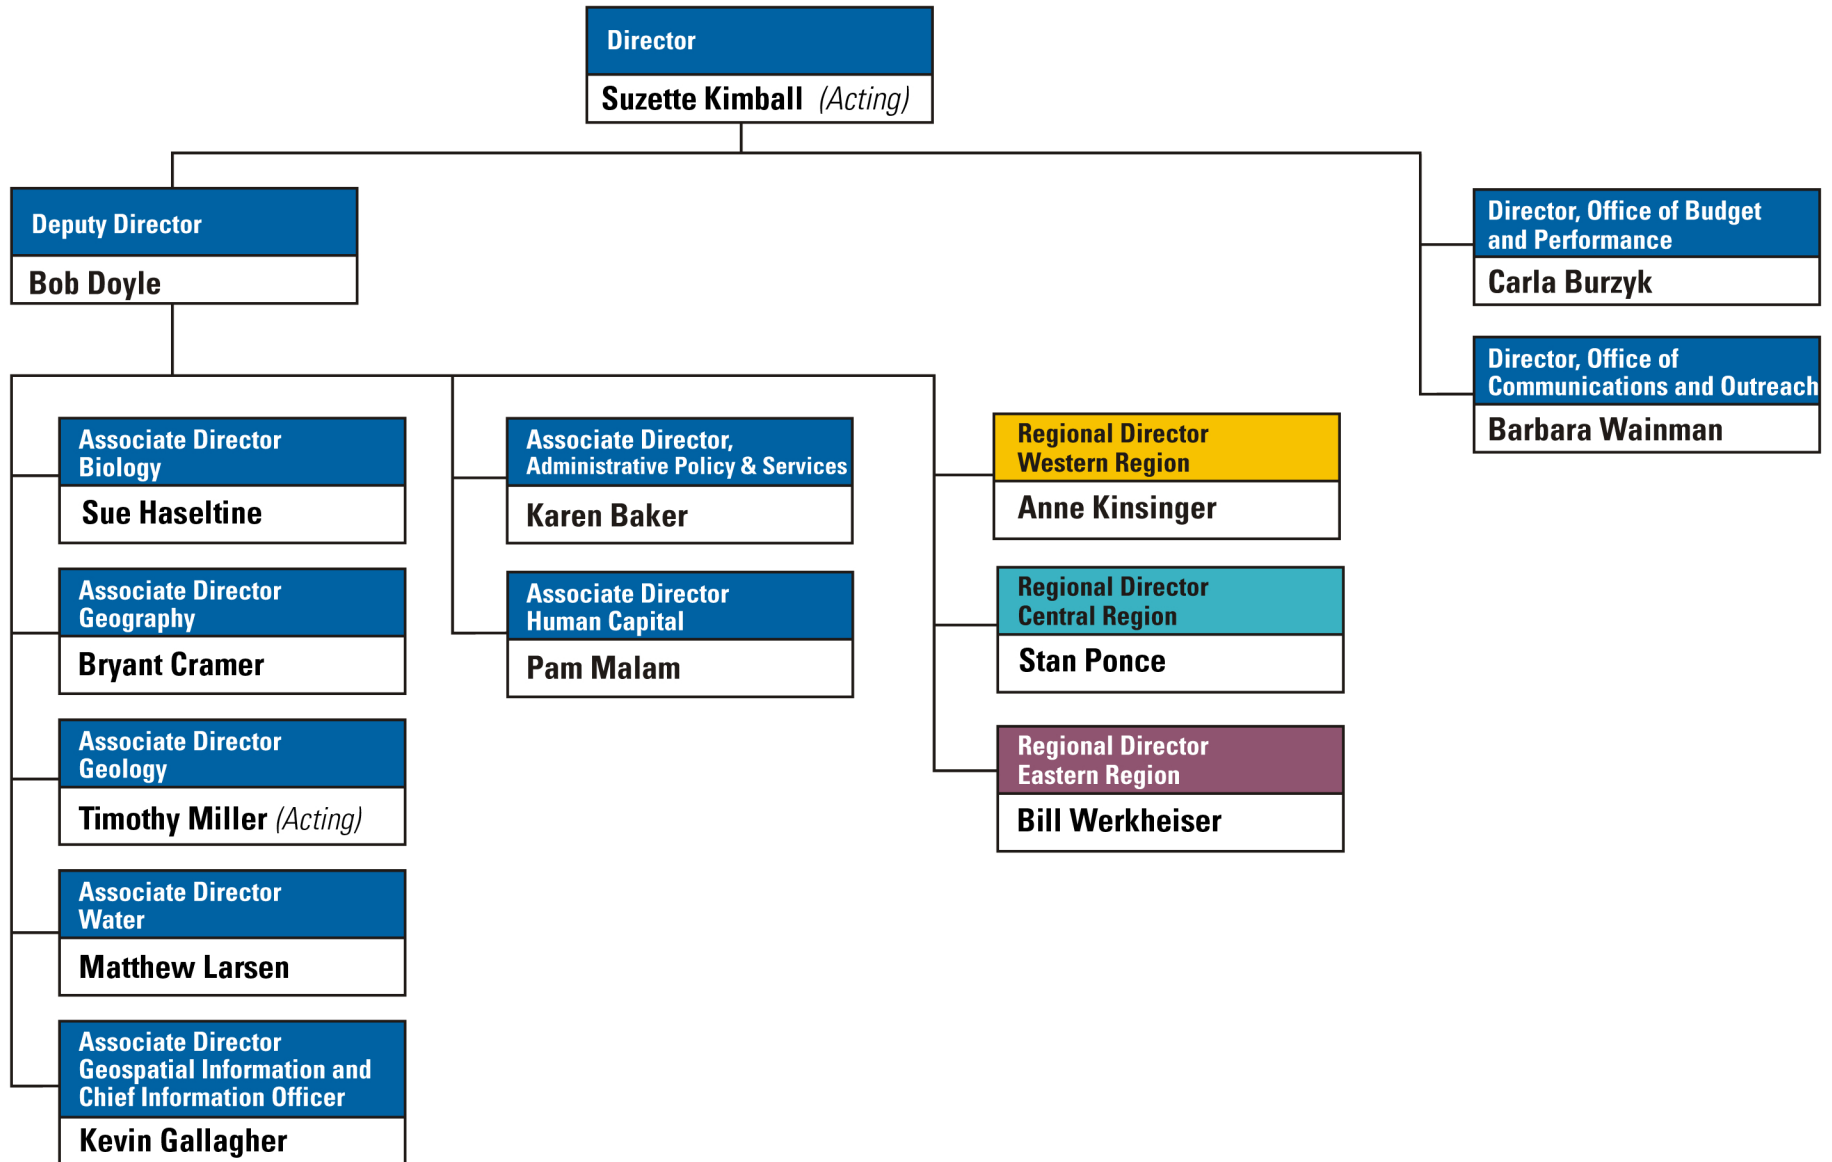 Director
Suzette Kimball (Acting)
Deputy Director
Bob Doyle
Director, Office of Budget
and Performance
Carla Burzyk
Director, Office of
Communications and Outreach
Barbara Wainman
Associate Director
Biology
Sue Haseltine
Associate Director
Geography
Bryant Cramer
Associate Director
Geology
Timothy Miller (Acting)
Associate Director
Water
Matthew Larsen
Associate Director
Geospatial Information and
Chief Information Officer
Kevin Gallagher
Associate Director,
Administrative Policy & Services
Karen Baker
Associate Director
Human Capital
Pam Malam
Regional Director
Western Region
Anne Kinsinger
Regional Director
Central Region
Stan Ponce
Regional Director
Eastern Region
Bill Werkheiser